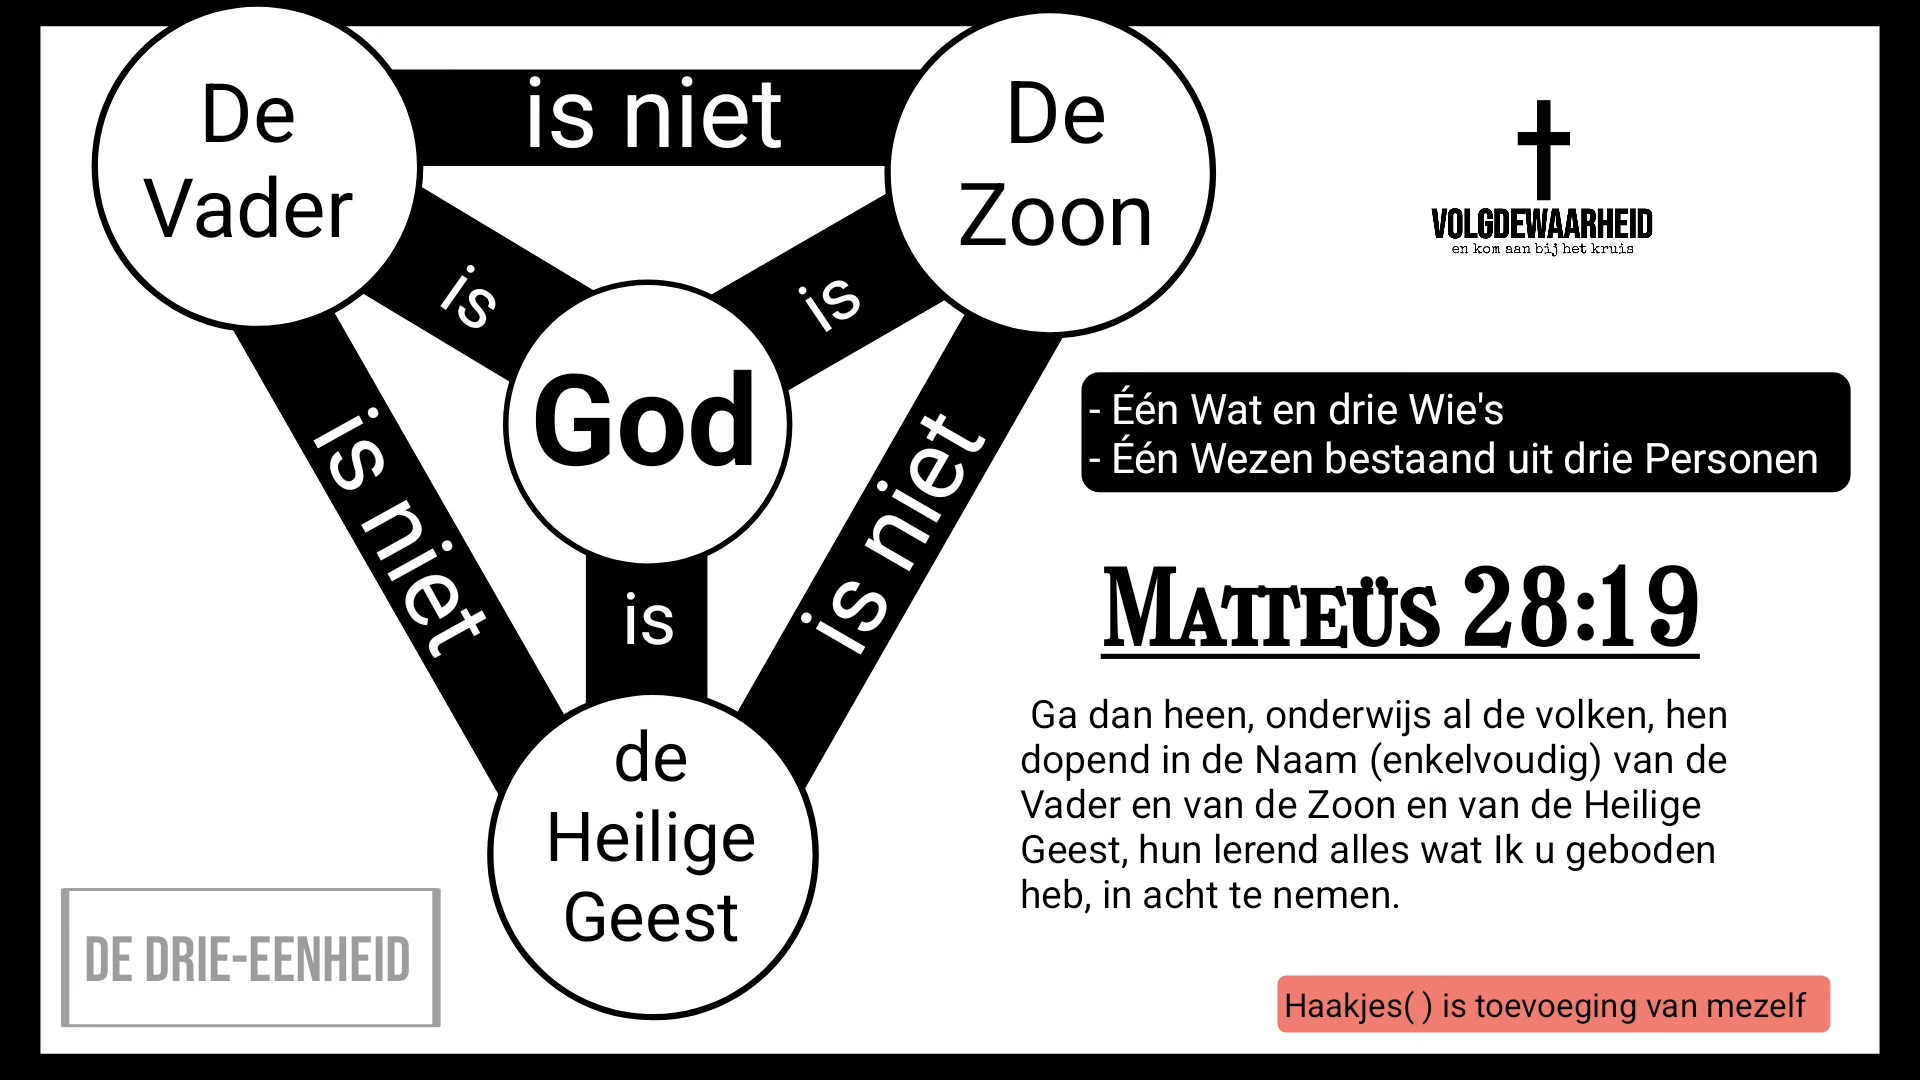 De
Vader
is niet
De
Zoon
is
is
God
is niet
is niet
is
de
Heilige
Geest
DE DRIE-EENHEID
VOLGDEWAARHEID
en kom aan bij het kruis
- Één Wat en drie Wie's
- Één Wezen bestaand uit drie Personen
Matteüs 28:19
Ga dan heen, onderwijs al de volken, hen
dopend in de Naam (enkelvoudig) van de
Vader en van de Zoon en van de Heilige
Geest, hun lerend alles wat Ik u geboden
heb, in acht te nemen.
Haakjes( ) is toevoeging van mezelf